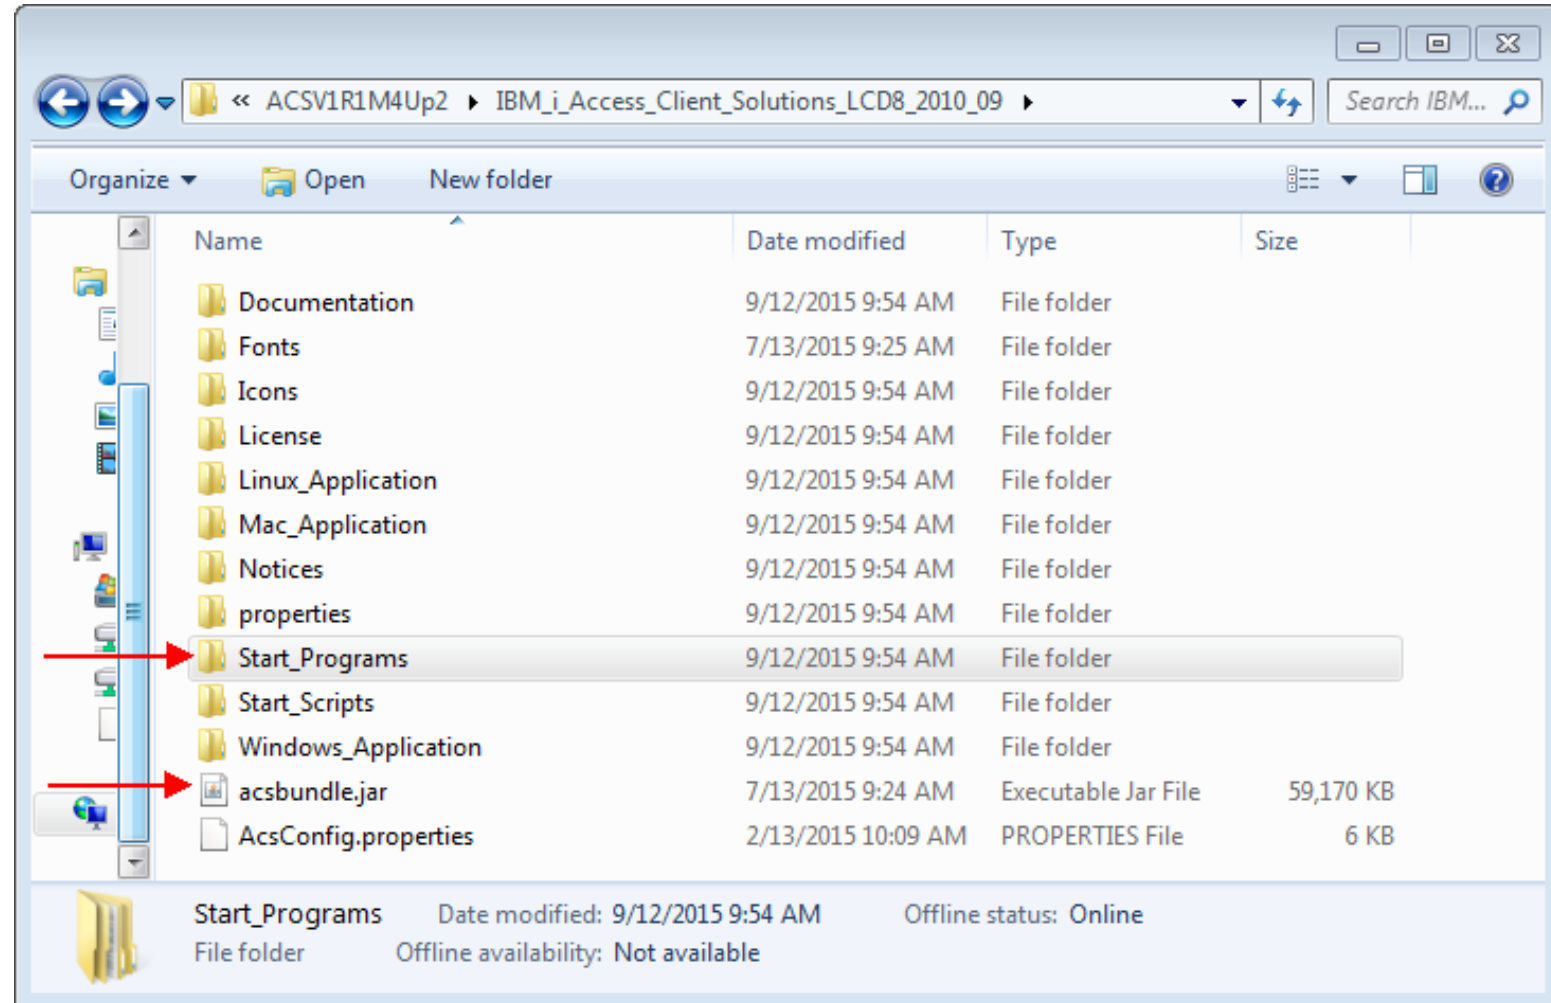 « ACSV1R1M4Up2 ▸ IBM_i_Access_Client_Solutions_LCD8_2010_09 ▸ Search IBM...
Organize Open New folder
Name Date modified Type Size
Documentation 9/12/2015 9:54 AM File folder
Fonts 7/13/2015 9:25 AM File folder
Icons 9/12/2015 9:54 AM File folder
License 9/12/2015 9:54 AM File folder
Linux_Application 9/12/2015 9:54 AM File folder
Mac_Application 9/12/2015 9:54 AM File folder
Notices 9/12/2015 9:54 AM File folder
properties 9/12/2015 9:54 AM File folder
Start_Programs 9/12/2015 9:54 AM File folder
Start_Scripts 9/12/2015 9:54 AM File folder
Windows_Application 9/12/2015 9:54 AM File folder
acsbundle.jar 7/13/2015 9:24 AM Executable Jar File 59,170 KB
AcsConfig.properties 2/13/2015 10:09 AM PROPERTIES File 6 KB
Start_Programs Date modified: 9/12/2015 9:54 AM Offline status: Online
File folder Offline availability: Not available